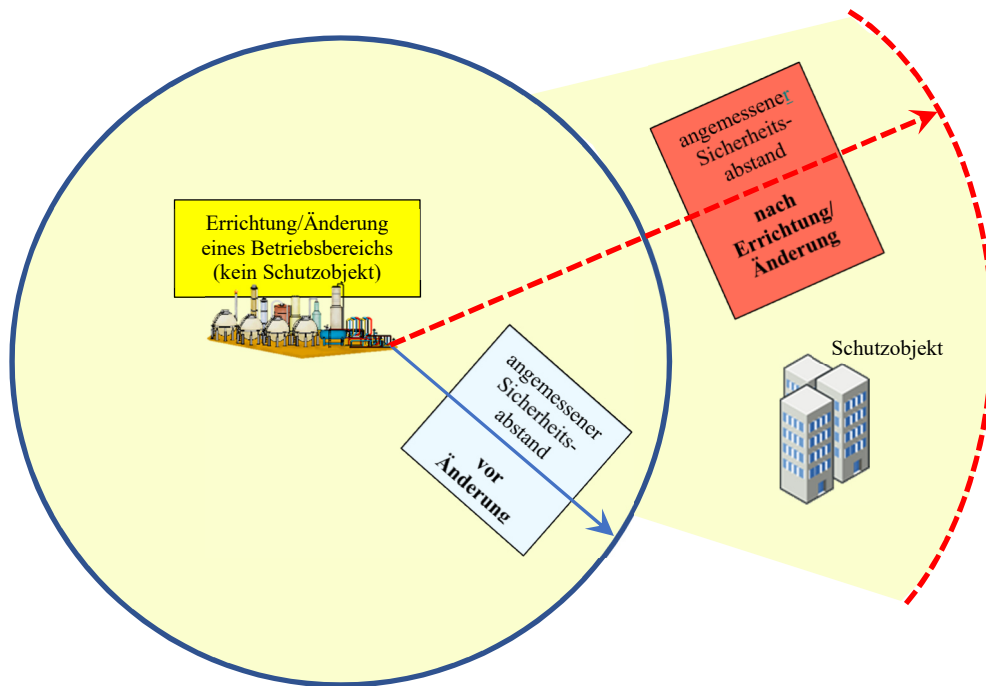 angemessener
Sicherheits-
abstand
nach
Errichtung/
Änderung
Errichtung/Änderung
eines Betriebsbereichs
(kein Schutzobjekt)
Schutzobjekt
angemessener
Sicherheits-
abstand
vor
Änderung